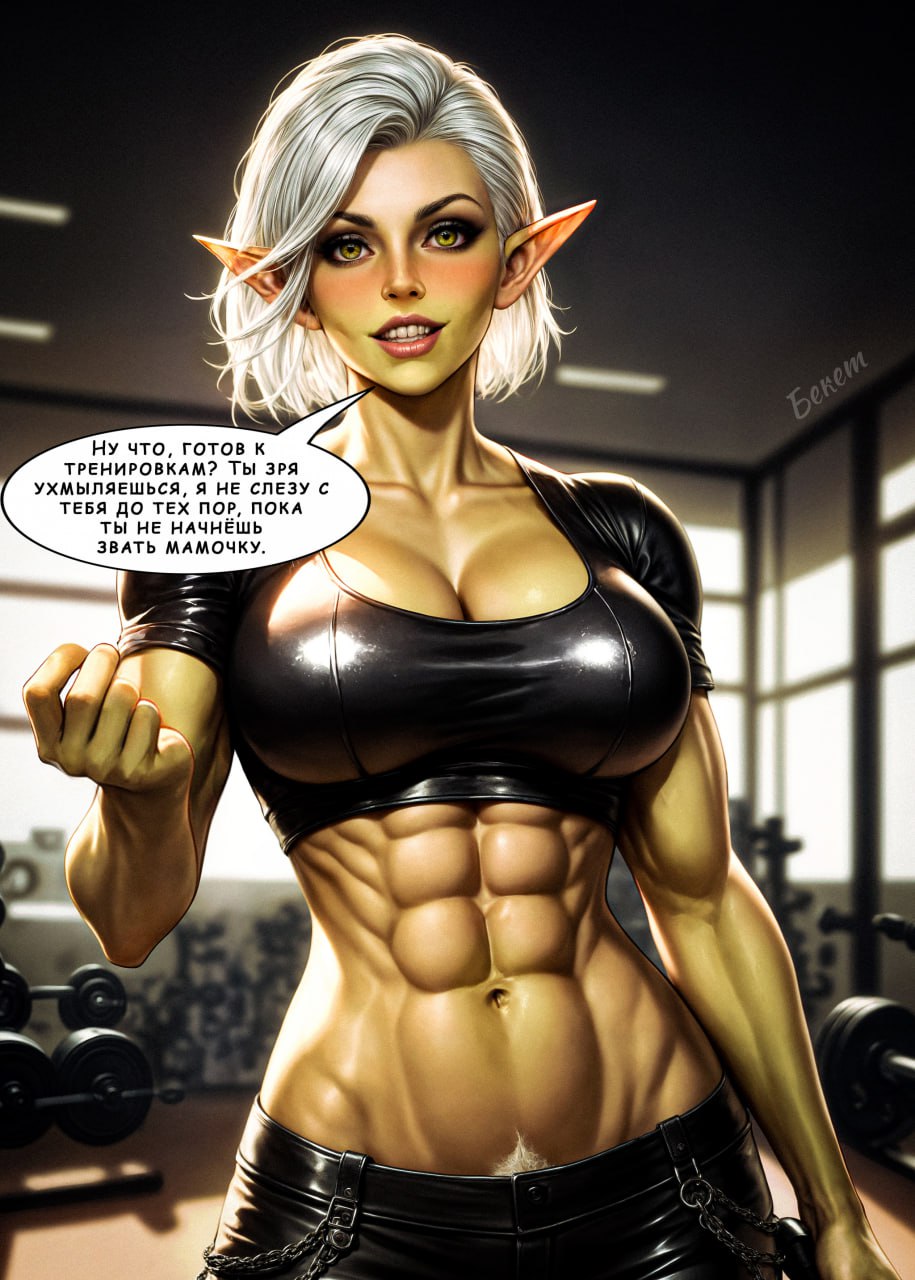 Ну что, готов к
тренировкам? Ты зря
ухмыляешься, я не слезу с
тебя до тех пор, пока
ты не начнёшь
звать мамочку.
Бекет